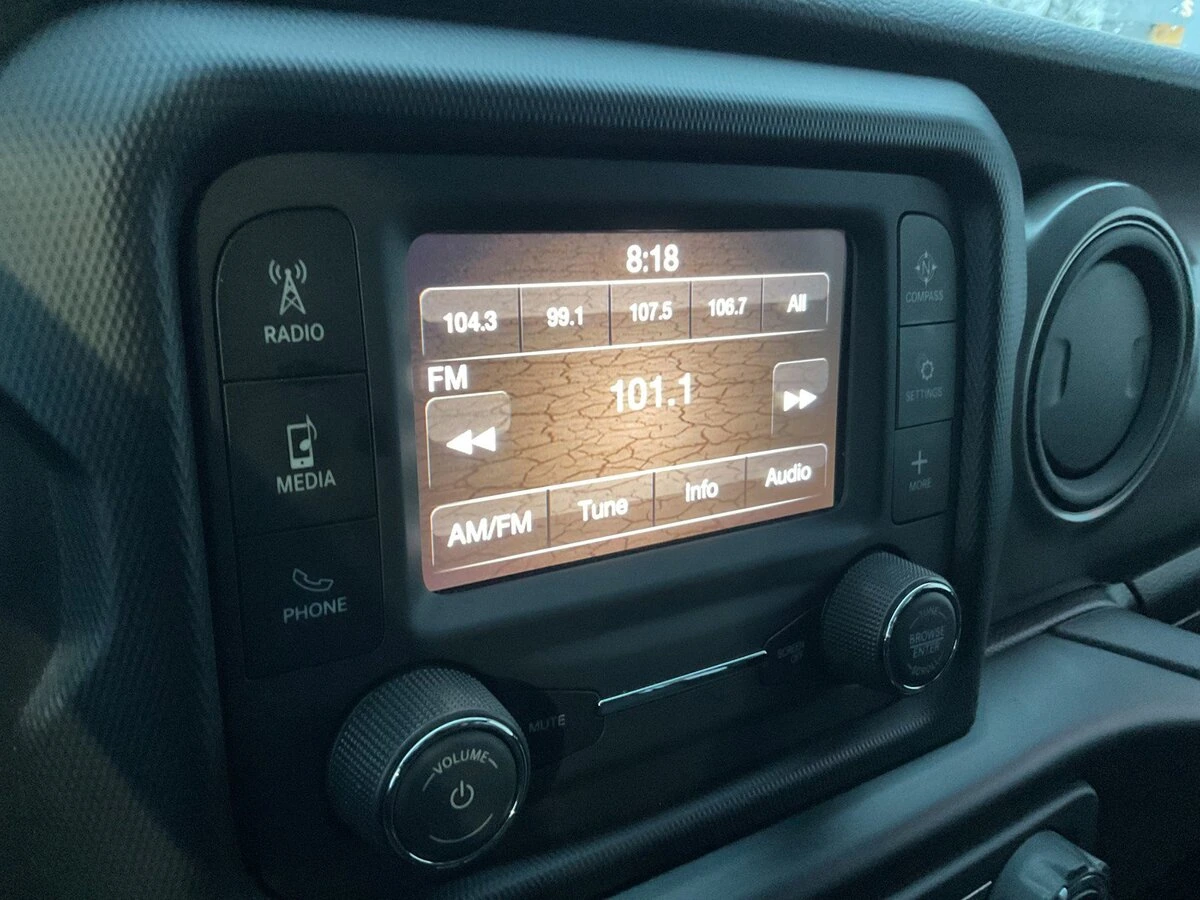 8:18
104.3 99.1 107.5 106.7 All
FM
101.1
AM/FM Tune Info Audio
RADIO
MEDIA
PHONE
N
COMPASS
SETTINGS
MORE
MUTE
VOLUME
BROWSE
ENTER